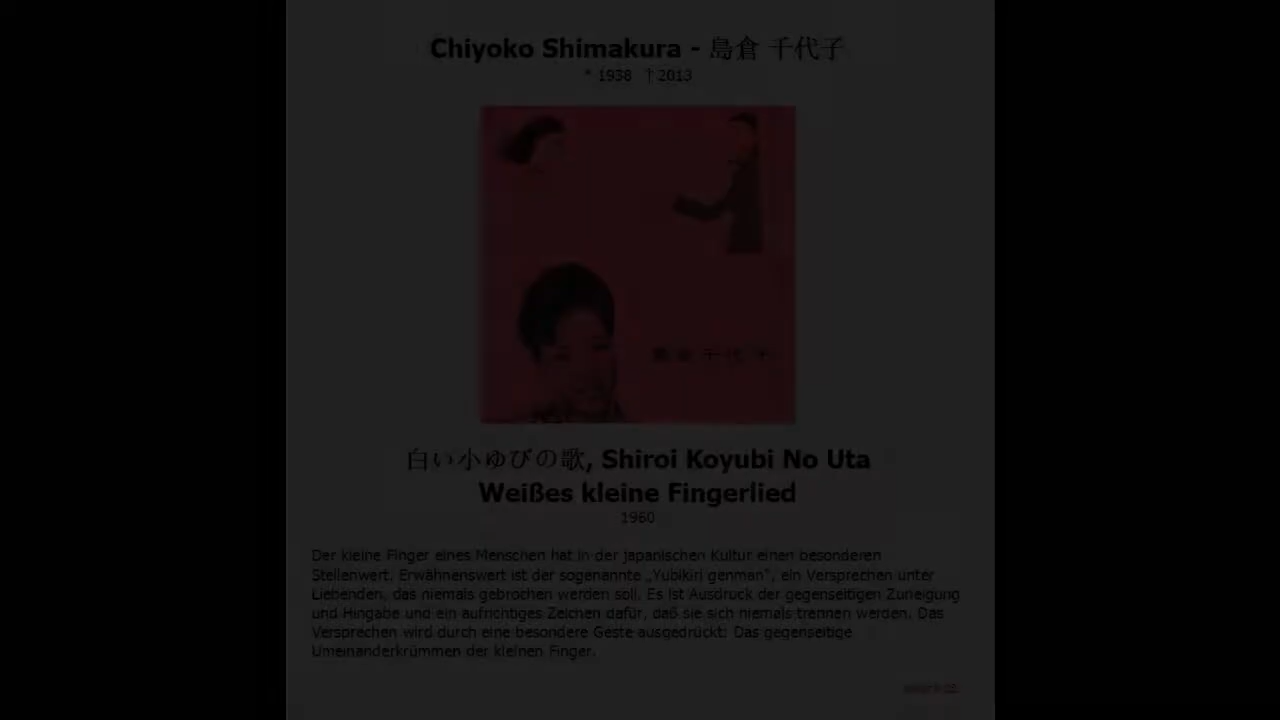 Chiyoko Shimakura - 島倉 千代子
* 1938 †2013
島倉 千代子
白い小ゆびの歌, Shiroi Koyubi No Uta
Weißes kleine Fingerlied
1960
Der kleine Finger eines Menschen hat in der japanischen Kultur einen besonderen
Stellenwert. Erwähnenswert ist der sogenannte „Yubikiri genman", ein Versprechen unter
Liebenden, das niemals gebrochen werden soll. Es ist Ausdruck der gegenseitigen Zuneigung
und Hingabe und ein aufrichtiges Zeichen dafür, daß sie sich niemals trennen werden. Das
Versprechen wird durch eine besondere Geste ausgedrückt: Das gegenseitige
Umeinanderkrümmen der kleinen Finger.